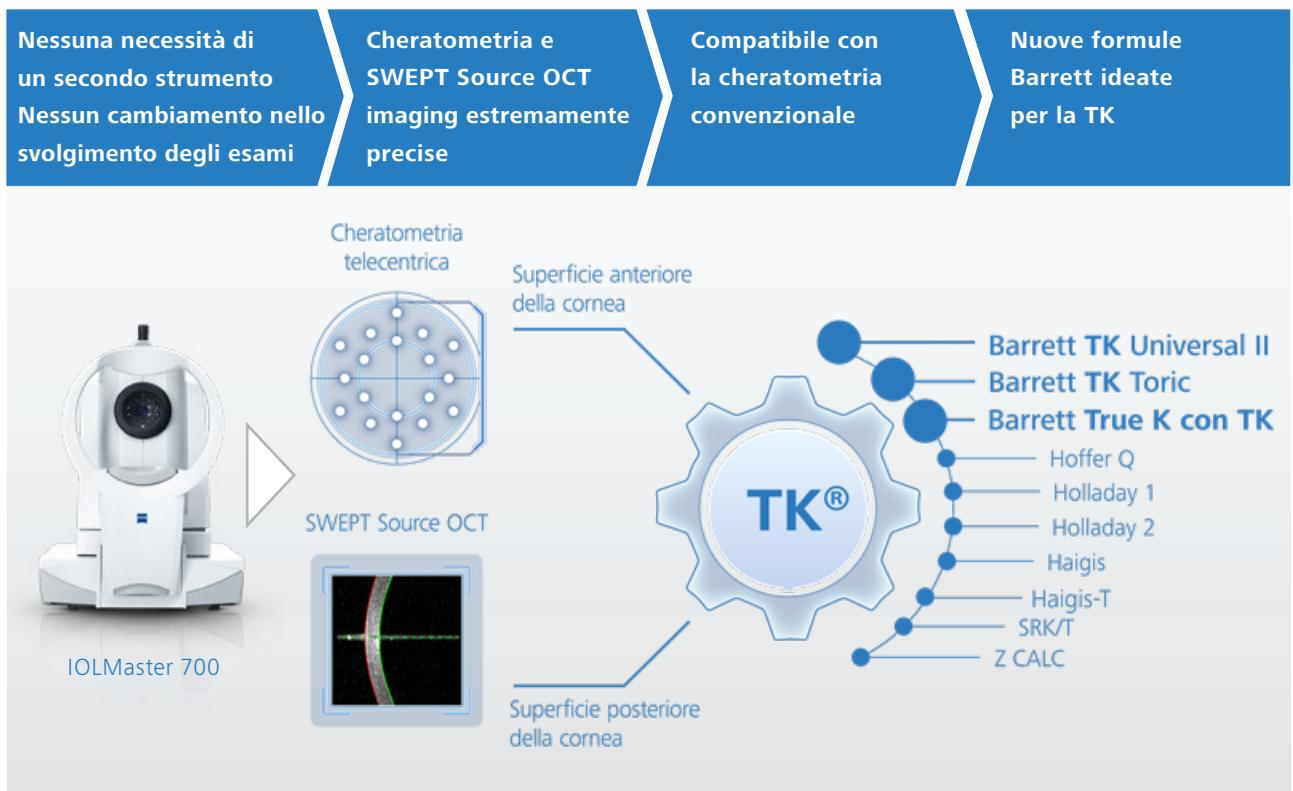 Nessuna necessità di
un secondo strumento
Nessun cambiamento nello
svolgimento degli esami
Cheratometria e
SWEPT Source OCT
imaging estremamente
precise
Compatibile con
la cheratometria
convenzionale
Nuove formule
Barrett ideate
per la TK
Cheratometria
telecentrica
Superficie anteriore
della cornea
SWEPT Source OCT
IOLMaster 700
Superficie posteriore
della cornea
TK®
Barrett TK Universal II
Barrett TK Toric
Barrett True K con TK
Hoffer Q
Holladay 1
Holladay 2
Haigis
Haigis-T
SRK/T
Z CALC